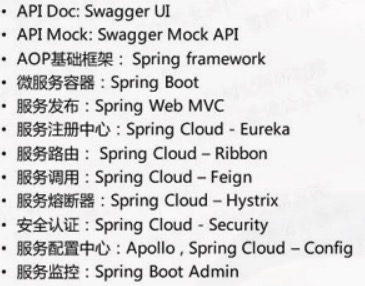 • API Doc: Swagger UI
• API Mock: Swagger Mock API
• AOP基础框架： Spring framework
• 微服务容器：Spring Boot
• 服务发布：Spring Web MVC
• 服务注册中心：Spring Cloud - Eureka
• 服务路由： Spring Cloud – Ribbon
• 服务调用：Spring Cloud – Feign
• 服务熔断器：Spring Cloud – Hystrix
• 安全认证：Spring Cloud - Security
• 服务配置中心：Apollo , Spring Cloud – Config
• 服务监控：Spring Boot Admin